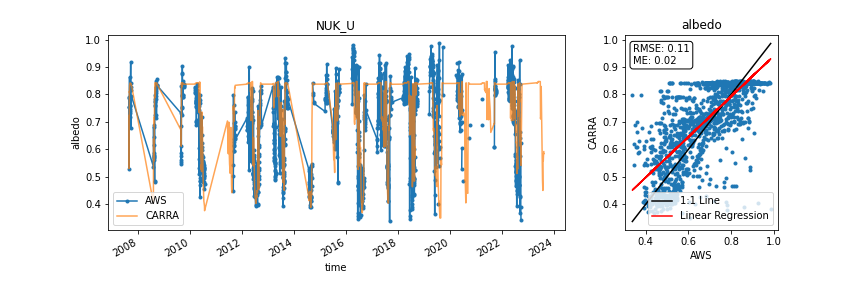 NUK_U
albedo
1.0
0.9
0.8
0.7
0.6
0.5
0.4
AWS
CARRA
2008
2010
2012
2014
2016
2018
2020
2022
2024
time
albedo
RMSE: 0.11
ME: 0.02
CARRA
1.0
0.9
0.8
0.7
0.6
0.5
0.4
1:1 Line
Linear Regression
0.4
0.6
0.8
1.0
AWS